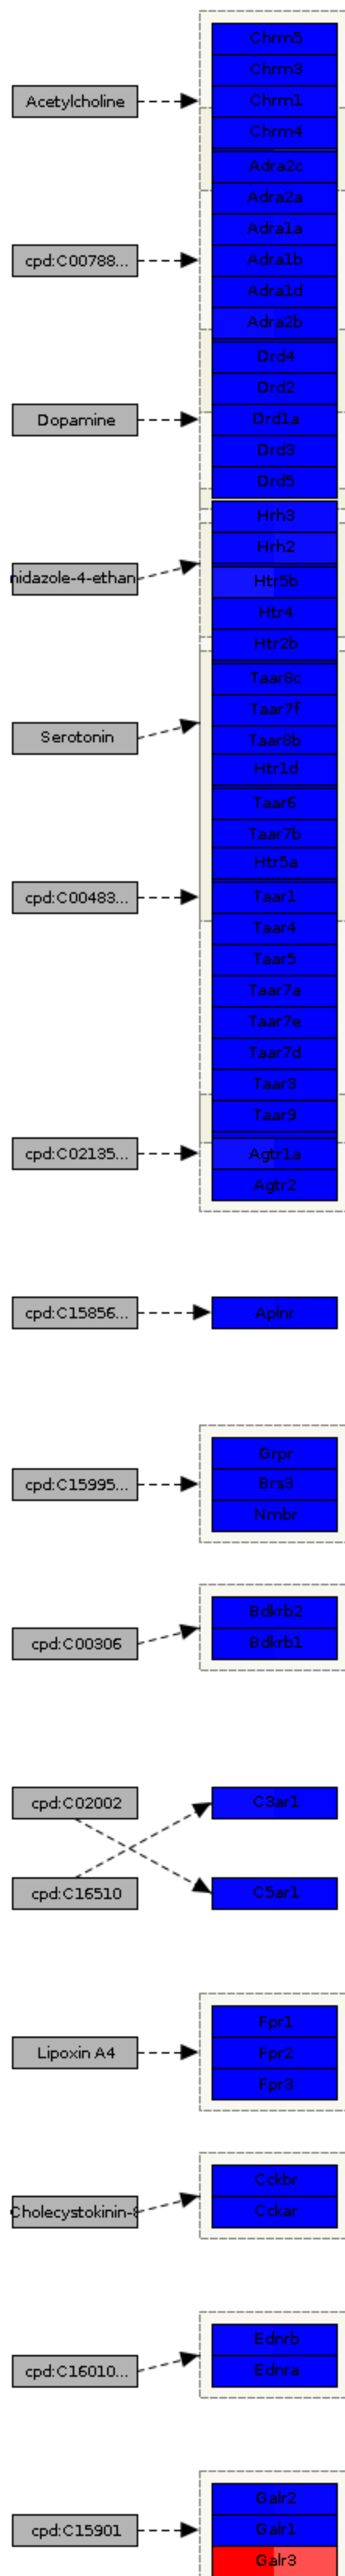 Acetylcholine
Chrm5
Chrm3
Chrm1
Chrm4
cpd:C00788...
Adra2c
Adra2a
Adra1a
Adra1b
Adra1d
Adra2b
Dopamine
Drd4
Drd2
Drd1a
Drd3
Drd5
nidazole-4-ethan
Hrh3
Hrh2
Htr5b
Htr4
Htr2b
Serotonin
Taar8c
Taar7f
Taar8b
Htr1d
Taar6
Taar7b
Htr5a
cpd:C00483...
Taar1
Taar4
Taar5
Taar7a
Taar7e
Taar7d
Taar3
Taar9
cpd:C02135...
Agtr1a
Agtr2
cpd:C15856...
Aplnr
cpd:C15995...
Grpr
Brs3
Nmbr
cpd:C00306
Bdkrb2
Bdkrb1
cpd:C02002
C3ar1
cpd:C16510
C5ar1
Lipoxin A4
Fpr1
Fpr2
Fpr3
Cholecystokinin-8
Cckbr
Cckar
cpd:C16010...
Ednrb
Ednra
cpd:C15901
Galr2
Galr1
Galr3